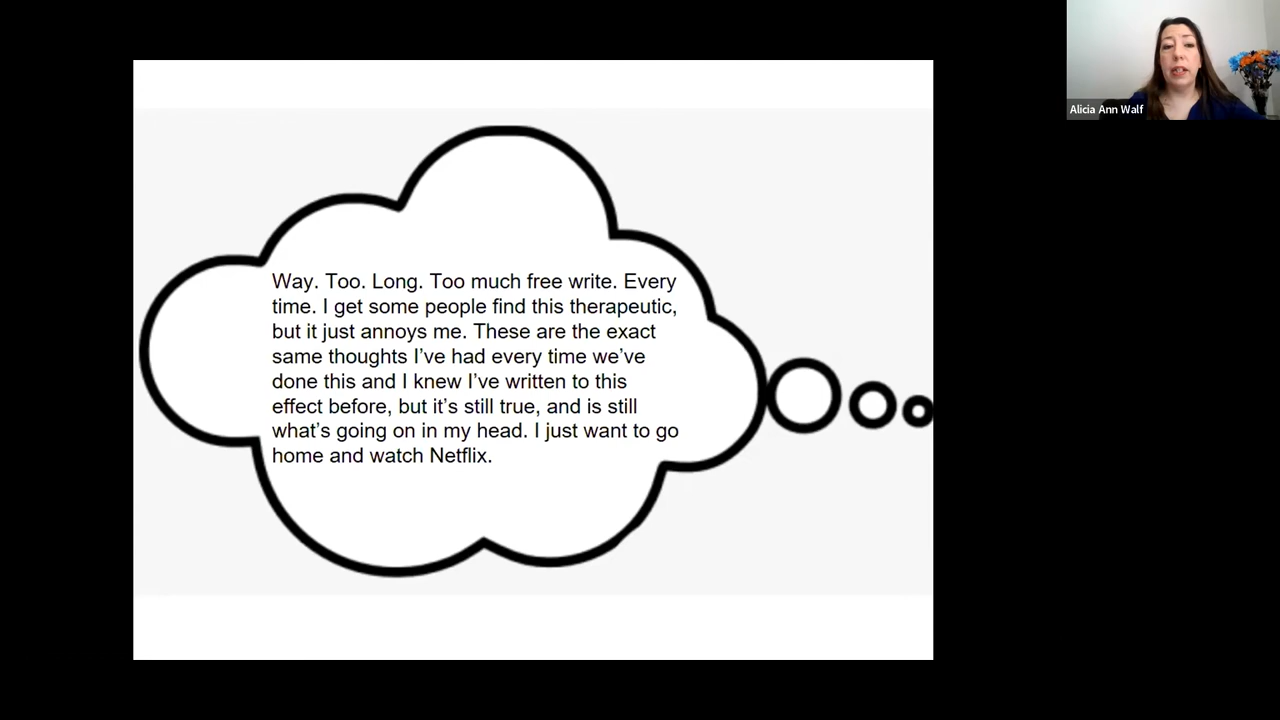 Way. Too. Long. Too much free write. Every
time. I get some people find this therapeutic,
but it just annoys me. These are the exact
same thoughts I’ve had every time we’ve
done this and I knew I’ve written to this
effect before, but it’s still true, and is still
what’s going on in my head. I just want to go
home and watch Netflix.
Alicia Ann Walf